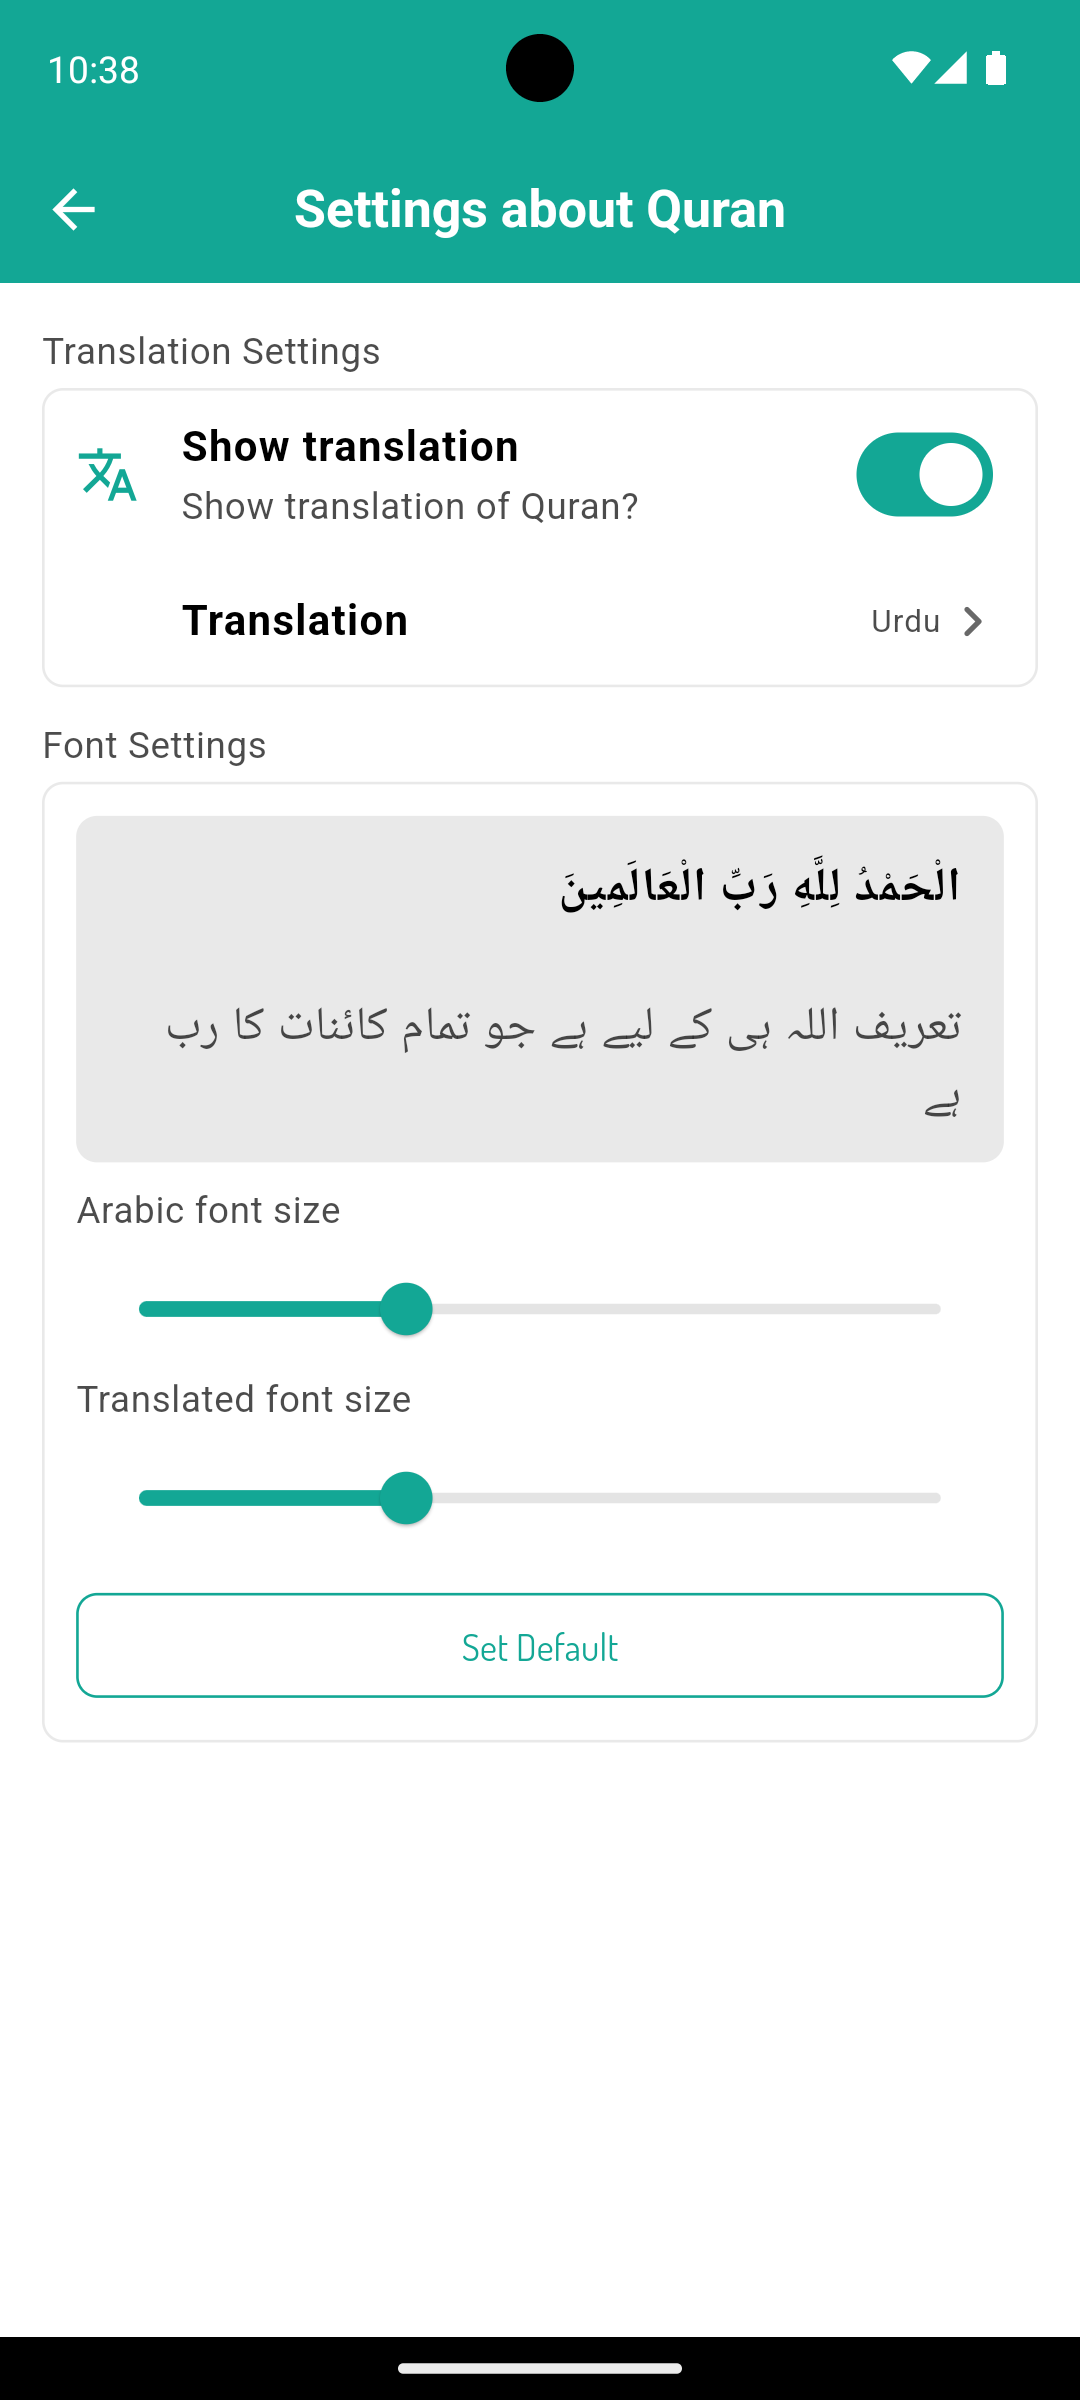 10:38
Settings about Quran
Translation Settings
Show translation
Show translation of Quran?
Translation
Urdu
Font Settings
الْحَمْدُ لِلَّهِ رَبِّ الْعَالَمِينَ
تعریف اللہ ہی کے لیے ہے جو تمام کائنات کا رب
ہے
Arabic font size
Translated font size
Set Default